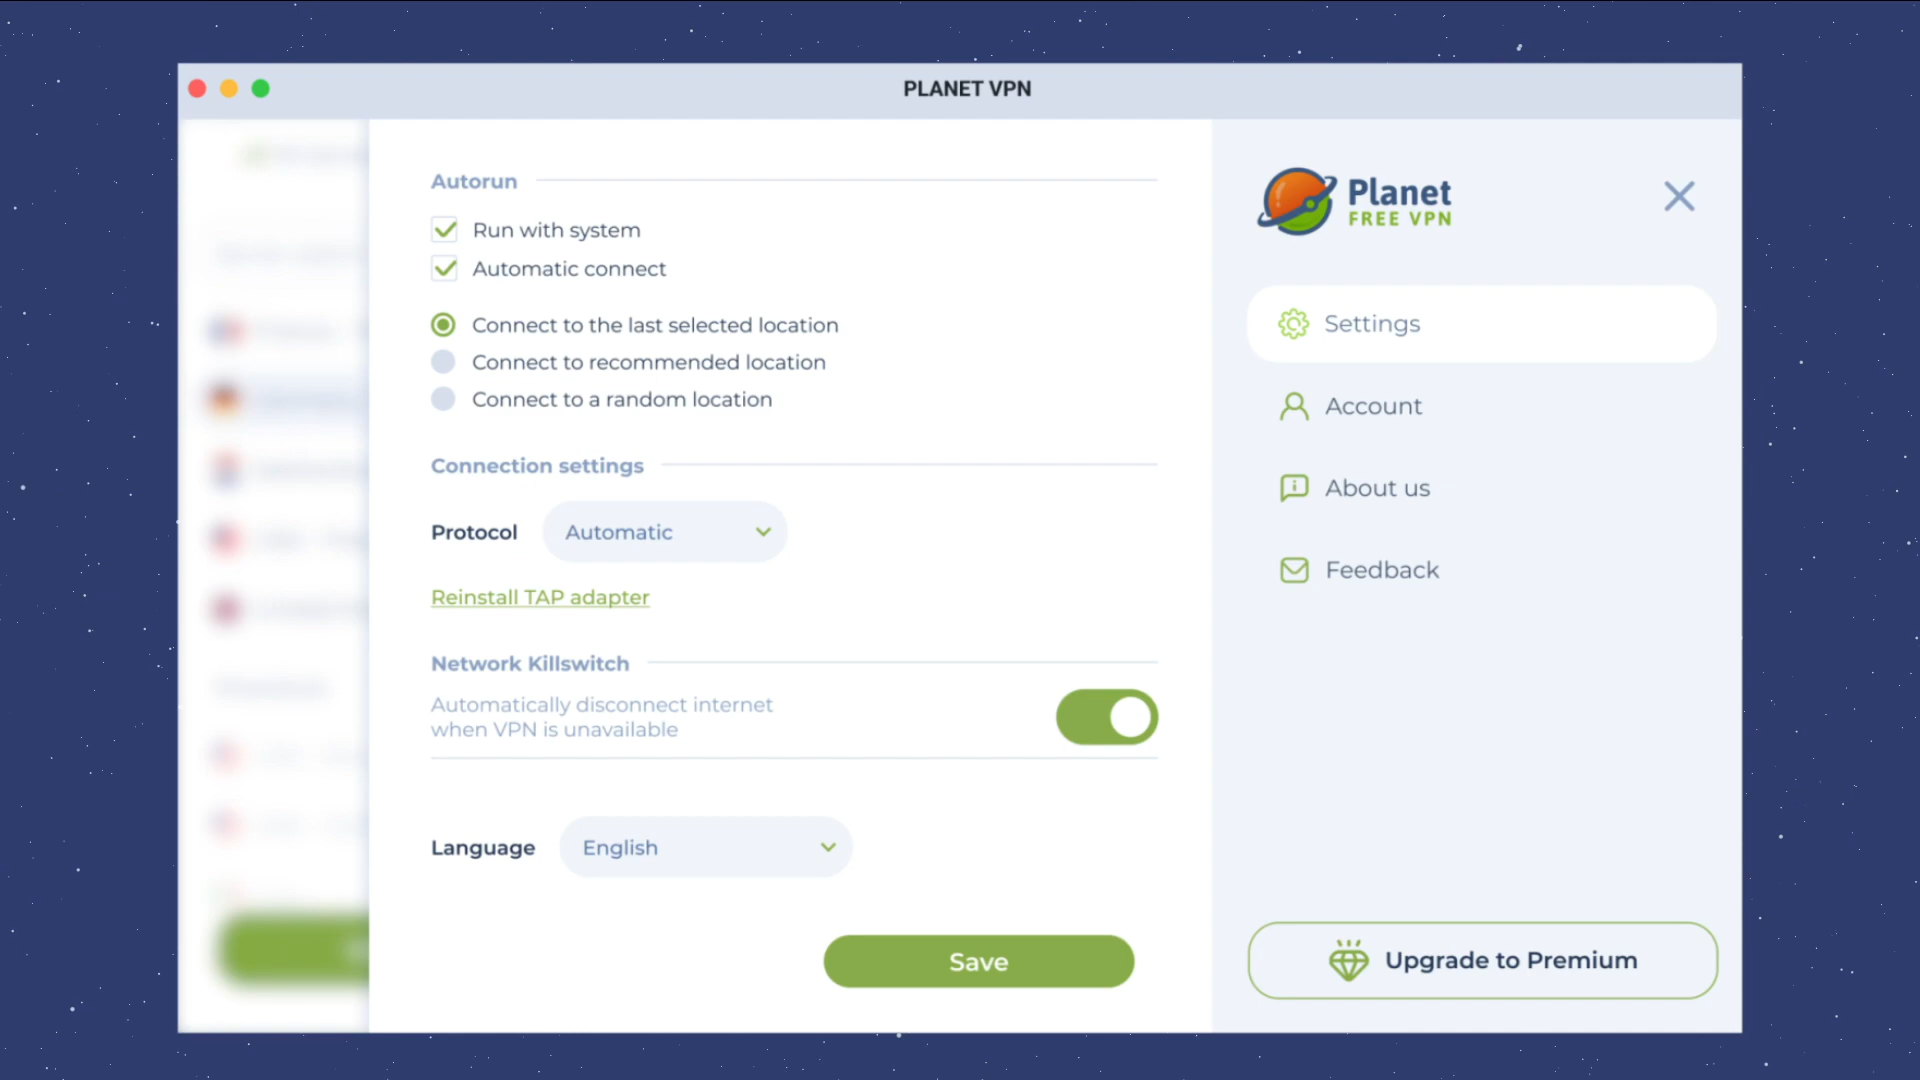 PLANET VPN
Autorun
Run with system
Automatic connect
Connect to the last selected location
Connect to recommended location
Connect to a random location
Connection settings
Protocol
Automatic
Reinstall TAP adapter
Network Killswitch
Automatically disconnect internet
when VPN is unavailable
Language
English
Save
Planet
FREE VPN
Settings
Account
About us
Feedback
Upgrade to Premium